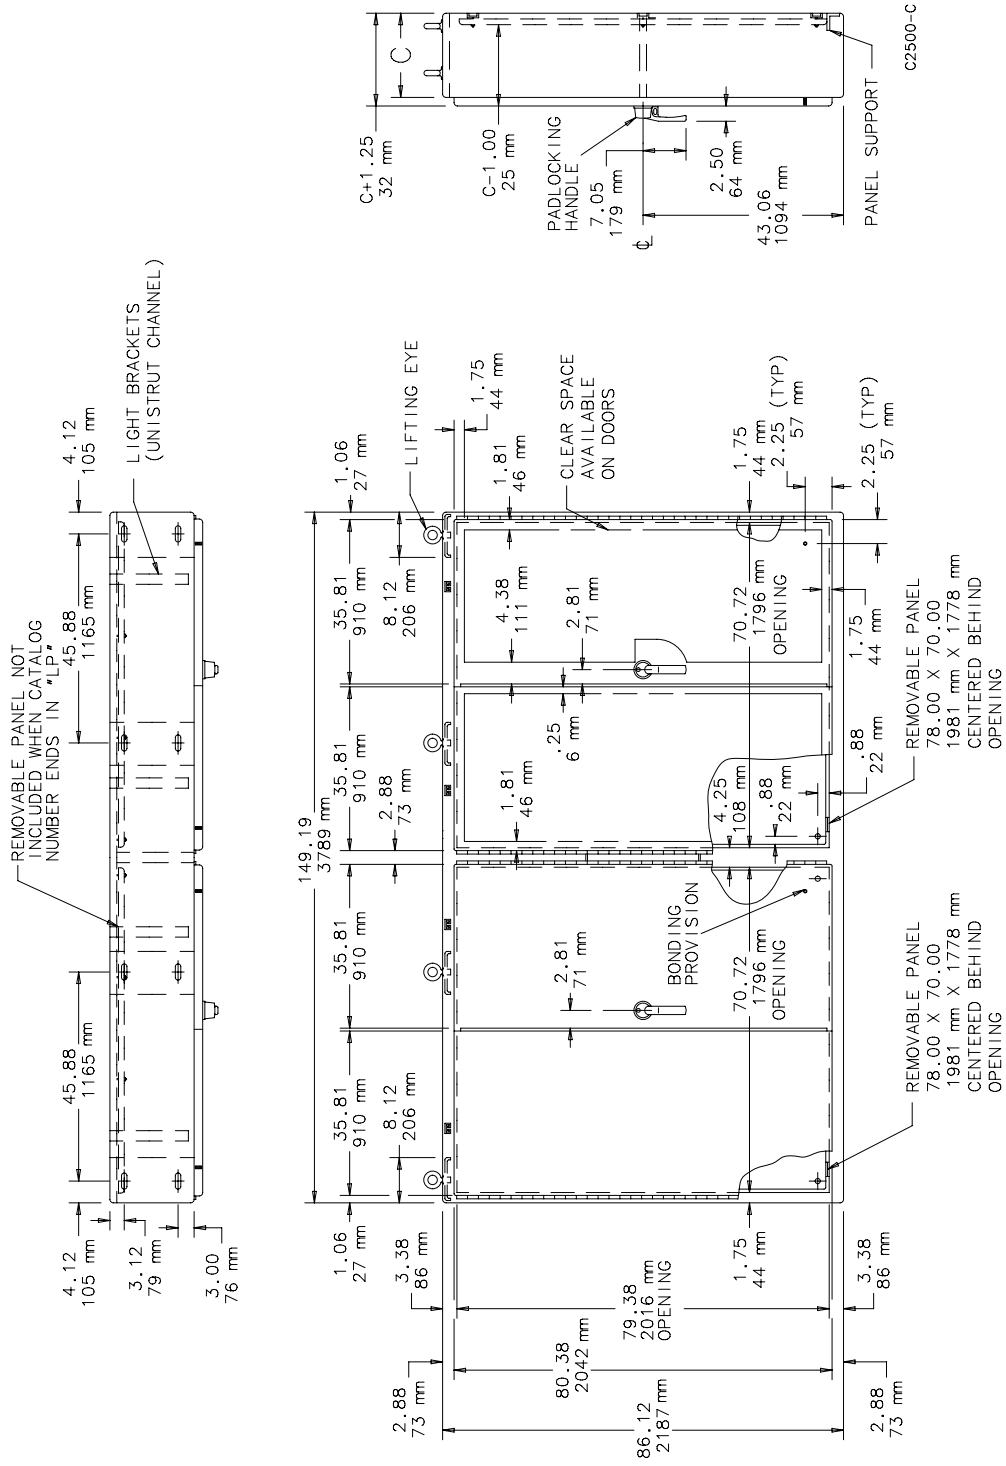 REMOVABLE PANEL NOT
INCLUDED WHEN CATALOG
NUMBER ENDS IN "LP"
4.12
105 mm
45.88
1165 mm
45.88
1165 mm
4.12
105 mm
LIGHT BRACKETS
(UNISTRUT CHANNEL)
3.12
79 mm
3.00
76 mm
149.19
3789 mm
1.06
27 mm
35.81
910 mm
35.81
910 mm
2.88
73 mm
35.81
910 mm
35.81
910 mm
1.06
27 mm
8.12
206 mm
8.12
206 mm
LIFTING EYE
2.88
73 mm
3.38
86 mm
1.75
44 mm
1.81
46 mm
4.38
111 mm
1.81
46 mm
CLEAR SPACE
AVAILABLE
ON DOORS
2.81
71 mm
.25
6 mm
2.81
71
86.12
2187 mm
80.38
2042 mm
79.38
2016 mm
OPENING
BONDING
PROVISION
1.75
44 mm
70.72
1796 mm
OPENING
4.25
108 mm
.88
22 mm
70.72
1796 mm
OPENING
1.75
44 mm
2.25 (TYP)
57 mm
2.88
73 mm
3.38
86 mm
.88
22 mm
1.75
44 mm
2.25 (TYP)
57 mm
REMOVABLE PANEL
78.00 X 70.00
1981 mm X 1778 mm
CENTERED BEHIND
OPENING
REMOVABLE PANEL
78.00 X 70.00
1981 mm X 1778 mm
CENTERED BEHIND
OPENING
C+1.25
32 mm
C
C-1.00
25 mm
PADLOCKING
HANDLE
7.05
179 mm
2.50
64 mm
43.06
1094 mm
PANEL SUPPORT
C2500-C